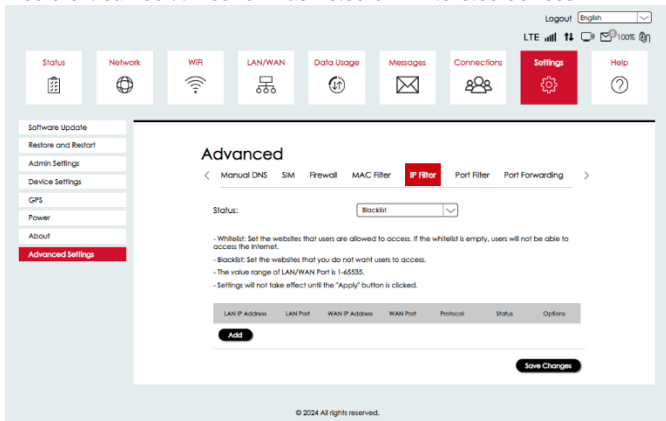 Logout English
LTE 100%
Status Network WiFi LAN/WAN Data Usage Messages Connections Settings Help
Software Update
Restore and Restart
Admin Settings
Device Settings
GPS
Power
About
Advanced Settings
Advanced
Manual DNS SIM Firewall MAC Filter IP Filter Port Filter Port Forwarding
Status: Blacklist
- Whitelist: Set the websites that users are allowed to access. If the whitelist is empty, users will not be able to
access the Internet.
- Blacklist: Set the websites that you do not want users to access.
- The value range of LAN/WAN Port is 1-65535.
- Settings will not take effect until the "Apply" button is clicked.
LAN IP Address LAN Port WAN IP Address WAN Port Protocol Status Options
Add
Save Changes
© 2024 All rights reserved.